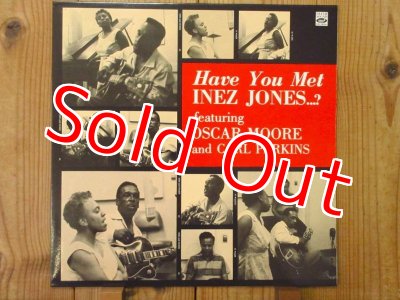 Have You Met
INEZ JONES...?
featuring
OSCAR MOORE
and CARL PERKINS
Sold Out